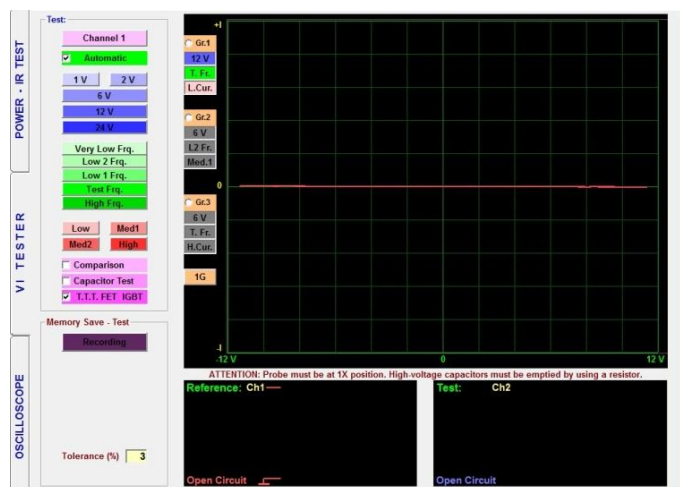 POWER - IR TEST
VI TESTER
OSCILLOSCOPE
Test:
Channel 1
Automatic
1 V
2 V
6 V
12 V
24 V
Very Low Frq.
Low 2 Frq.
Low 1 Frq.
Test Frq.
High Frq.
Low
Med1
Med2
High
Comparison
Capacitor Test
T.T.T. FET IGBT
Memory Save - Test
Recording
Tolerance (%) 3
Gr.1
12 V
T. Fr.
L.Cur.
Gr.2
6 V
L2 Fr.
Med.1
Gr.3
6 V
T. Fr.
H.Cur.
1G
+I
0
-I
-12 V
0
12 V
ATTENTION: Probe must be at 1X position. High-voltage capacitors must be emptied by using a resistor.
Reference: Ch1
Open Circuit
Test: Ch2
Open Circuit